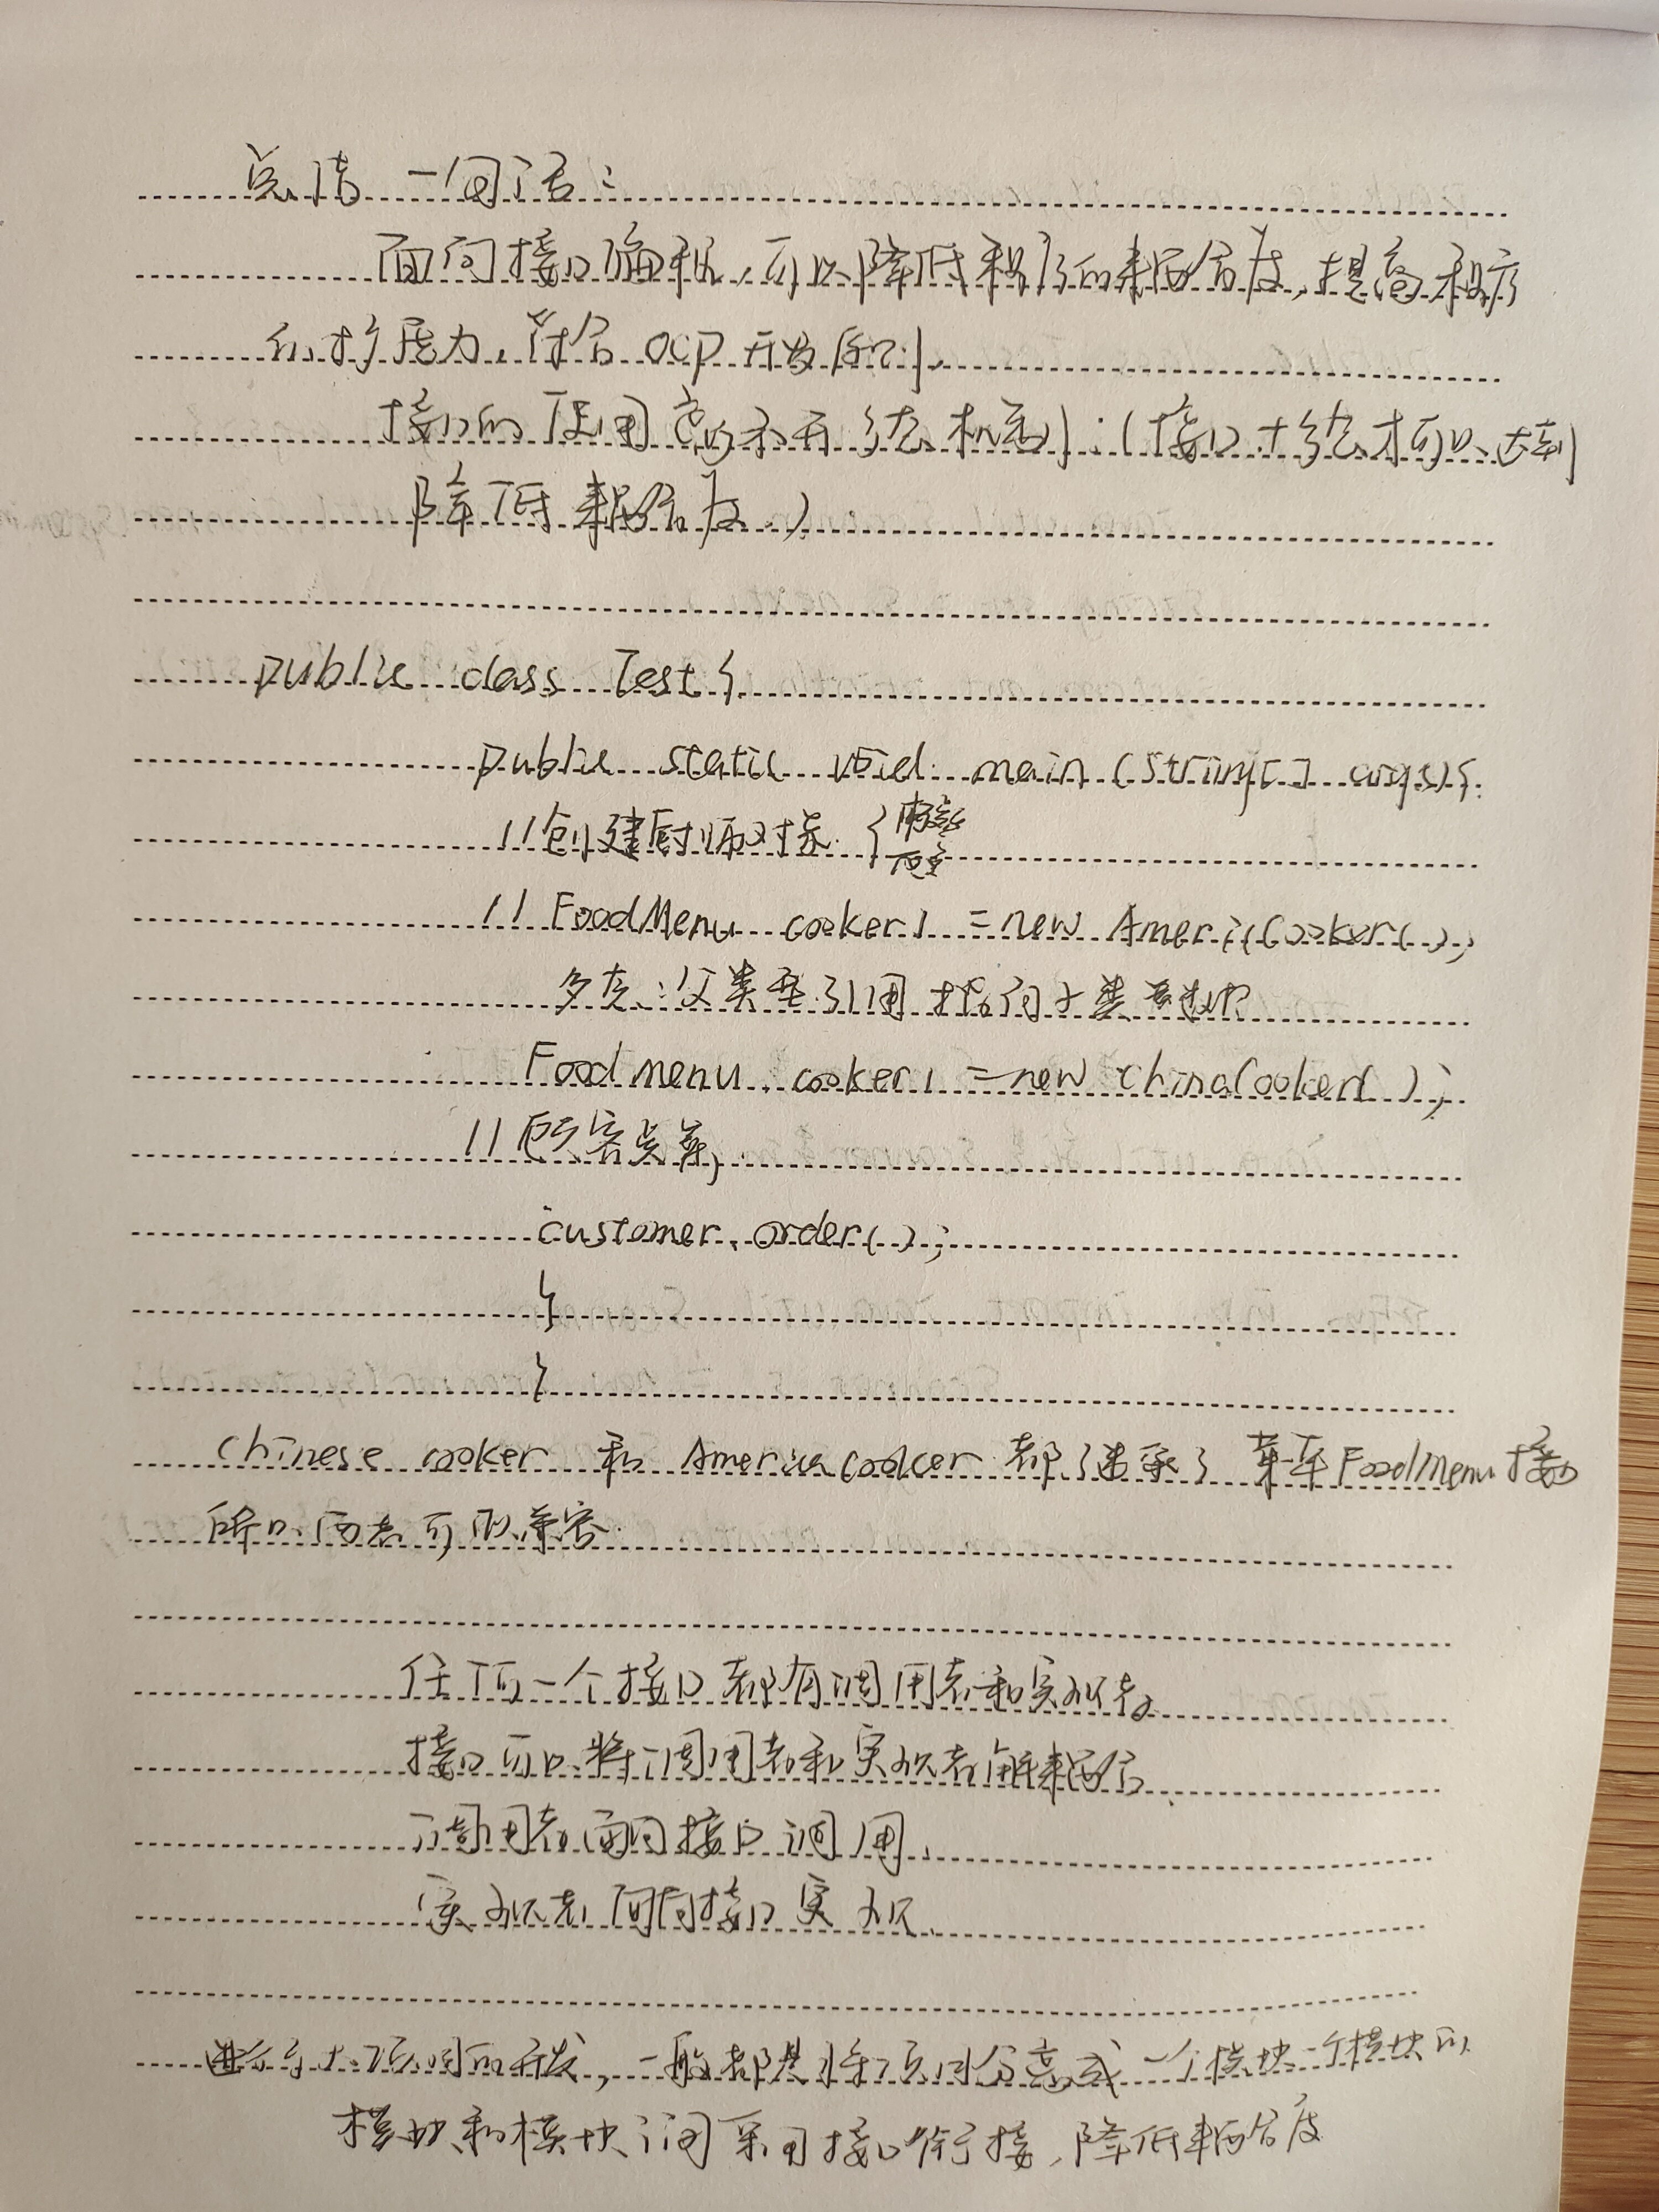 总结一句话：
面向接口编程，可以降低程序的耦合度，提高程序
的扩展力，符合OCP开发原则.
接口的使用离不开多态机制：(接口+多态才可以达到
降低耦合度.)
public class Test{
public static void main (String[] args){
//创建厨师对象
// FoodMenu cooker1 = new AmericCooker();
多态：父类型引用指向子类型
Foodmenu cooker1 = new chinaCooker();
//顾客
customer.order();
}
}
Chinese cooker 和 America cooker 都继承了菜单FoodMenu接口
所以两者可以兼容.
任何一个接口都有调用者和实现者.
接口可以将调用者和实现者解耦合.
调用者面向接口调用.
实现者面向接口实现.
进行大项目的开发，一般都是将项目分离成一个模块一个模块的
模块和模块之间采用接口衔接，降低耦合度